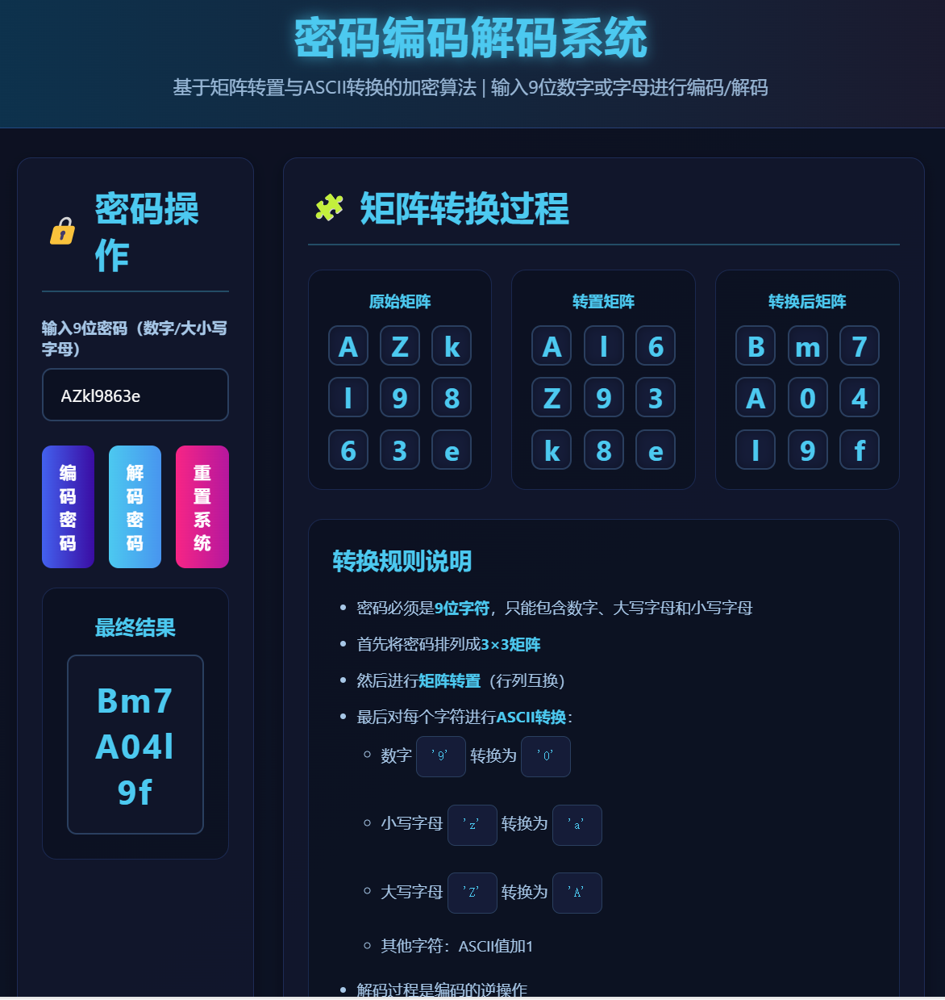 密码编码解码系统
基于矩阵转置与ASCII转换的加密算法 | 输入9位数字或字母进行编码/解码
密码操
作
输入9位密码（数字/大小写
字母）
AZkl9863e
编
码
密
码
解
码
密
码
重
置
系
统
最终结果
Bm7
A04l
9f
矩阵转换过程
原始矩阵
A Z k
l 9 8
6 3 e
转置矩阵
A l 6
Z 9 3
k 8 e
转换后矩阵
B m 7
A 0 4
l 9 f
转换规则说明
密码必须是9位字符，只能包含数字、大写字母和小写字母
首先将密码排列成3×3矩阵
然后进行矩阵转置（行列互换）
最后对每个字符进行ASCII转换：
数字 '9' 转换为 '0'
小写字母 'z' 转换为 'a'
大写字母 'Z' 转换为 'A'
其他字符：ASCII值加1
解码过程是编码的逆操作